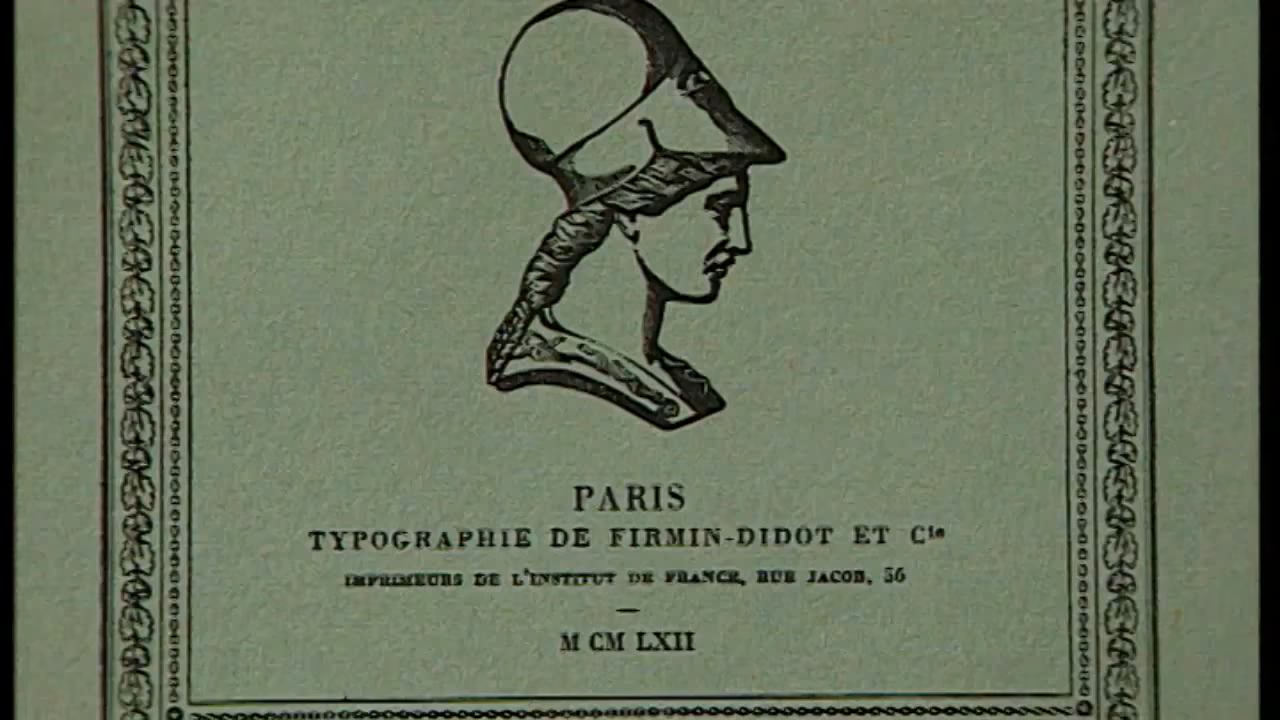 PARIS
TYPOGRAPHIE DE FIRMIN-DIDOT ET Cie
IMPRIMEURS DE L'INSTITUT DE FRANCE, RUE JACOB, 56
M CM LXII